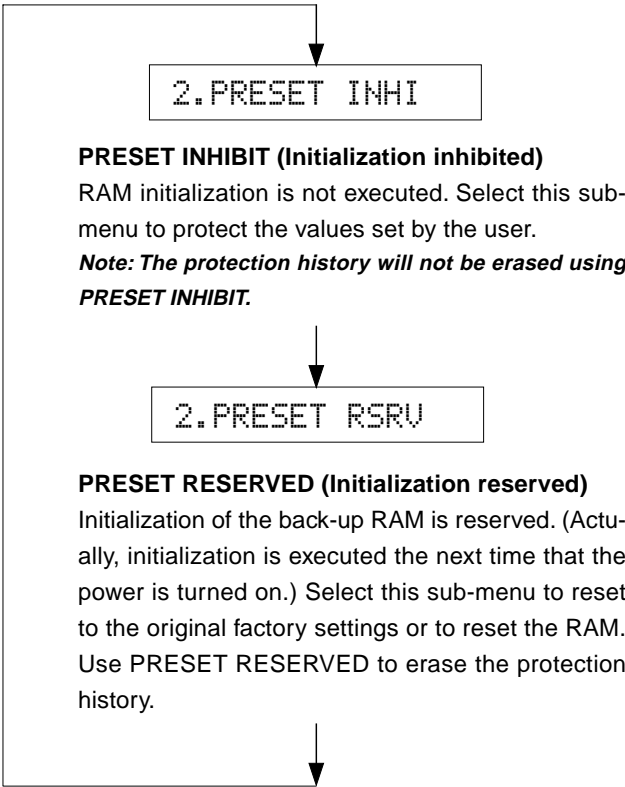 2.PRESET INHI
PRESET INHIBIT (Initialization inhibited)
RAM initialization is not executed. Select this sub-
menu to protect the values set by the user.
Note: The protection history will not be erased using
PRESET INHIBIT.
2.PRESET RSRV
PRESET RESERVED (Initialization reserved)
Initialization of the back-up RAM is reserved. (Actu-
ally, initialization is executed the next time that the
power is turned on.) Select this sub-menu to reset
to the original factory settings or to reset the RAM.
Use PRESET RESERVED to erase the protection
history.